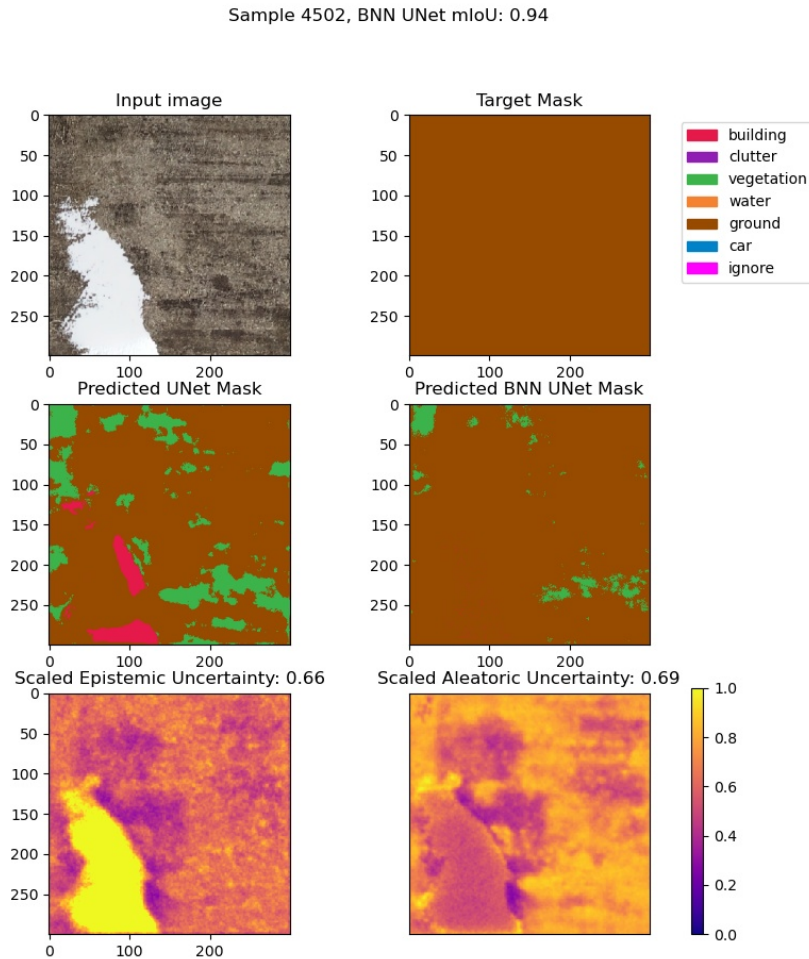 Sample 4502, BNN UNet mIoU: 0.94
Input image
0
50
100
150
200
250
0 100 200
Target Mask
0
50
100
150
200
250
0 100 200
building
clutter
vegetation
water
ground
car
ignore
Predicted UNet Mask
0
50
100
150
200
250
0 100 200
Predicted BNN UNet Mask
0
50
100
150
200
250
0 100 200
Scaled Epistemic Uncertainty: 0.66
0
50
100
150
200
250
0 100 200
Scaled Aleatoric Uncertainty: 0.69
0 100 200
1.0
0.8
0.6
0.4
0.2
0.0